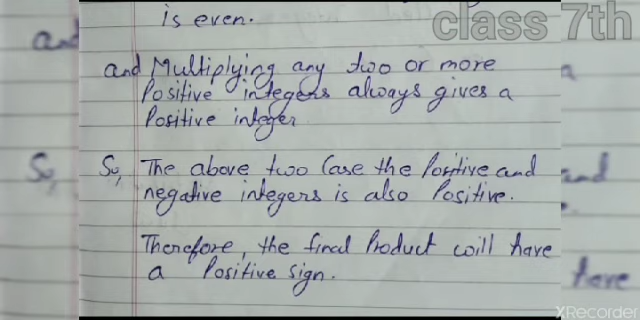 is even.
class 7th
and Multiplying any two or more
Positive integers always gives a
Positive integer
So, The above two Case the Positive and
negative integers is also Positive.
Therefore, the final Product will have
a Positive sign.
XRecorder